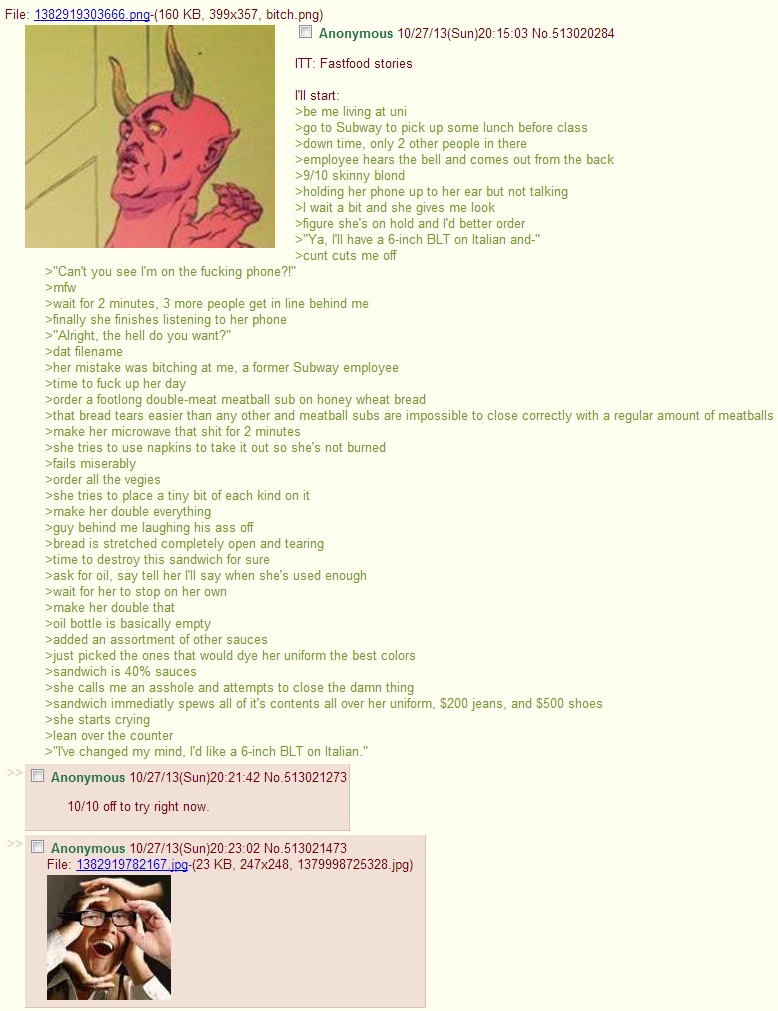 File: 1382919303666.png-(160 KB, 399x357, bitch.png)
Anonymous 10/27/13(Sun)20:15:03 No.513020284
ITT: Fastfood stories
I'll start:
>be me living at uni
>go to Subway to pick up some lunch before class
>down time, only 2 other people in there
>employee hears the bell and comes out from the back
>9/10 skinny blond
>holding her phone up to her ear but not talking
>I wait a bit and she gives me look
>figure she's on hold and I'd better order
>"Ya, I'll have a 6-inch BLT on Italian and-"
>cunt cuts me off
>"Can't you see I'm on the fucking phone?!"
>mfw
>wait for 2 minutes, 3 more people get in line behind me
>finally she finishes listening to her phone
>"Alright, the hell do you want?"
>dat filename
>her mistake was bitching at me, a former Subway employee
>time to fuck up her day
>order a footlong double-meat meatball sub on honey wheat bread
>that bread tears easier than any other and meatball subs are impossible to close correctly with a regular amount of meatballs
>make her microwave that shit for 2 minutes
>she tries to use napkins to take it out so she's not burned
>fails miserably
>order all the vegies
>she tries to place a tiny bit of each kind on it
>make her double everything
>guy behind me laughing his ass off
>bread is stretched completely open and tearing
>time to destroy this sandwich for sure
>ask for oil, say tell her I'll say when she's used enough
>wait for her to stop on her own
>make her double that
>oil bottle is basically empty
>added an assortment of other sauces
>just picked the ones that would dye her uniform the best colors
>sandwich is 40% sauces
>she calls me an asshole and attempts to close the damn thing
>sandwich immediatly spews all of it's contents all over her uniform, $200 jeans, and $500 shoes
>she starts crying
>lean over the counter
>"I've changed my mind, I'd like a 6-inch BLT on Italian."
>> Anonymous 10/27/13(Sun)20:21:42 No.513021273
10/10 off to try right now.
>> Anonymous 10/27/13(Sun)20:23:02 No.513021473
File: 1382919782167.jpg-(23 KB, 247x248, 1379998725328.jpg)